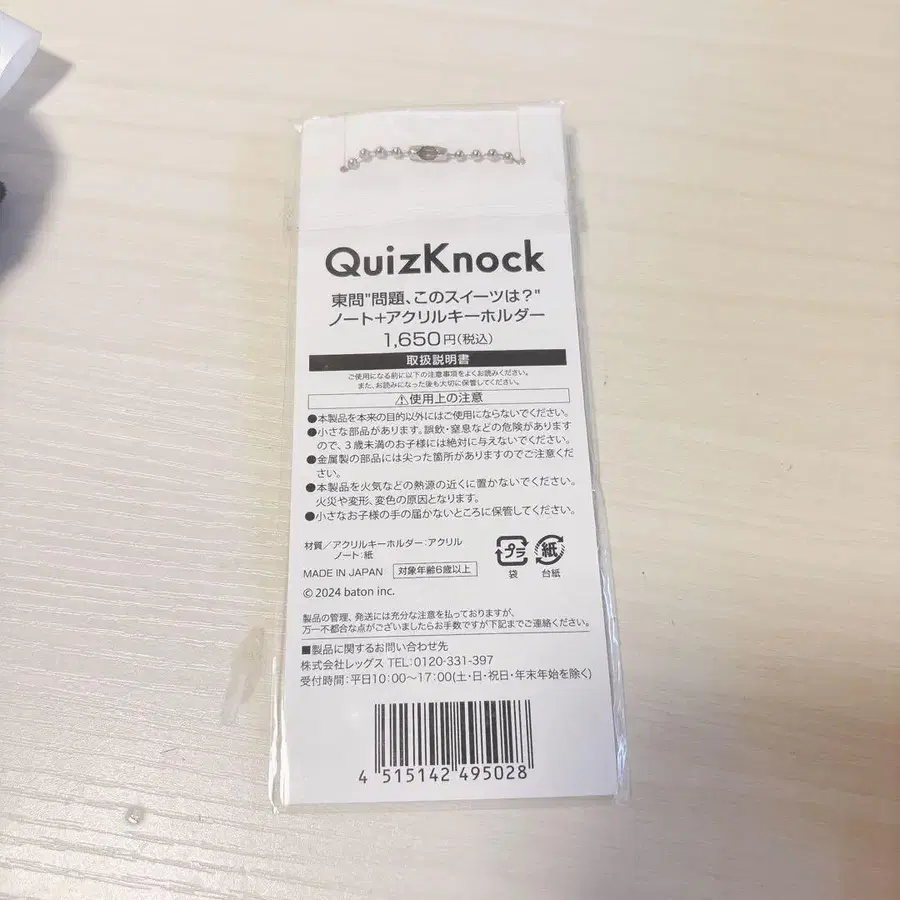 QuizKnock
東問"問題、このスイーツは?"
ノート+アクリルキーホルダー
1,650円(税込)
取扱説明書
ご使用になる前に以下の注意事項をよくお読みください。
また、お読みになった後も大切に保管してください。
⚠使用上の注意
●本製品を本来の目的以外にはご使用にならないでください。
●小さな部品があります。誤飲・窒息などの危険があります
ので、3歳未満のお子様には絶対に与えないでください。
●金属製の部品には尖った箇所がありますのでご注意くだ
さい。
●本製品を火気などの熱源の近くに置かないでください。
火災や変形、変色の原因となります。
●小さなお子様の手の届かないところに保管してください。
材質/アクリルキーホルダー:アクリル
ノート:紙
プラ 紙
袋 台紙
MADE IN JAPAN 対象年齢6歳以上
© 2024 baton inc.
製品の管理、発送には充分な注意を払っておりますが、
万一不都合な点がございましたらお手数ですが下記までご連絡ください。
■製品に関するお問い合わせ先
株式会社レッグス TEL:0120-331-397
受付時間:平日10:00～17:00(土・日・祝日・年末年始を除く)
4 515142 495028